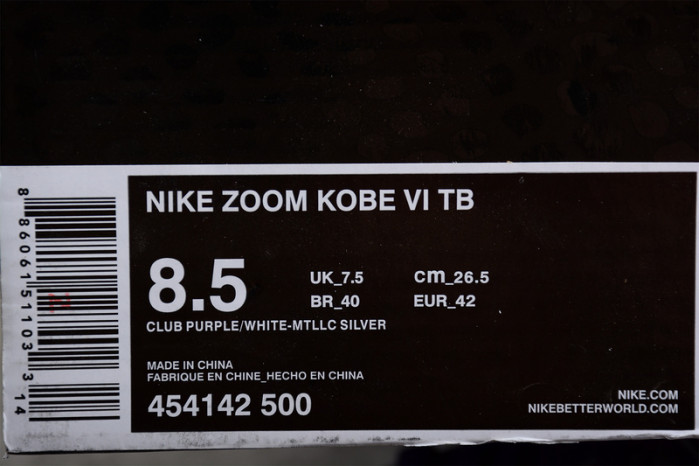 NIKE ZOOM KOBE VI TB
8.5
UK_7.5 cm_26.5
BR_40 EUR_42
CLUB PURPLE/WHITE-MTLLC SILVER
MADE IN CHINA
FABRIQUE EN CHINE_HECHO EN CHINA
454142 500
NIKE.COM
NIKEBETTERWORLD.COM
8 86061 51103 3 14